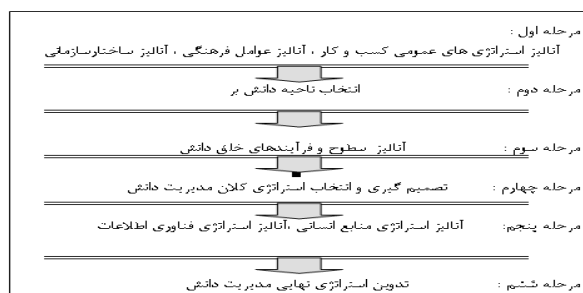 مرحله اول :
آنالیز استراتژی های عمومی کسب و کار ، آنالیز عوامل فرهنگی ، آنالیز ساختارسازمانی
مرحله دوم : انتخاب ناحیه دانش بر
مرحله سوم : آنالیز سطوح و فرآیندهای خلق دانش
مرحله چهارم : تصمیم گیری و انتخاب استراتژی کلان مدیریت دانش
مرحله پنجم: آنالیز استراتژی منابع انسانی ،آنالیز استراتژی فناوری اطلاعات
مرحله ششم : تدوین استراتژی نهایی مدیریت دانش